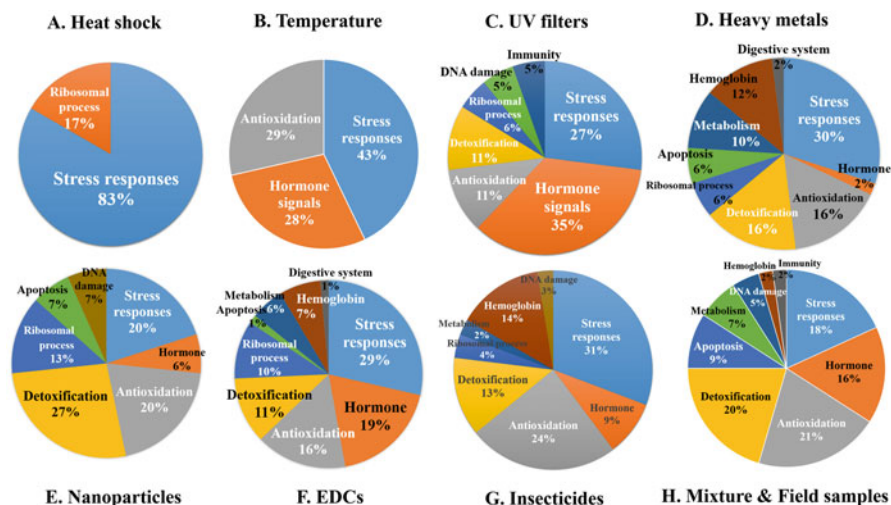 A. Heat shock
Ribosomal
process
17%
Stress responses
83%
B. Temperature
Antioxidation
29%
Stress
responses
43%
Hormone
signals
28%
C. UV filters
Immunity
5%
DNA damage
5%
Ribosomal
process
6%
Stress
responses
27%
Detoxification
11%
Antioxidation
11%
Hormone
signals
35%
D. Heavy metals
Digestive system
2%
Hemoglobin
12%
Stress
responses
30%
Metabolism
10%
Apoptosis
6%
Hormone
2%
Ribosomal process
6%
Antioxidation
16%
Detoxification
16%
DNA
damage
7%
Apoptosis
7%
Stress
responses
20%
Ribosomal
process
13%
Hormone
6%
Detoxification
27%
Antioxidation
20%
E. Nanoparticles
Digestive system
1%
Metabolism
6%
Hemoglobin
7%
Apoptosis
1%
Stress
responses
29%
Ribosomal
process
10%
Detoxification
11%
Hormone
19%
Antioxidation
16%
F. EDCs
DNA damage
3%
Hemoglobin
14%
Stress
responses
31%
Metabolism
2%
Ribosomal process
4%
Detoxification
13%
Hormone
9%
Antioxidation
24%
G. Insecticides
Immunity
2%
Hemoglobin
2%
DNA damage
5%
Stress
responses
18%
Metabolism
7%
Apoptosis
9%
Hormone
16%
Detoxification
20%
Antioxidation
21%
H. Mixture & Field samples